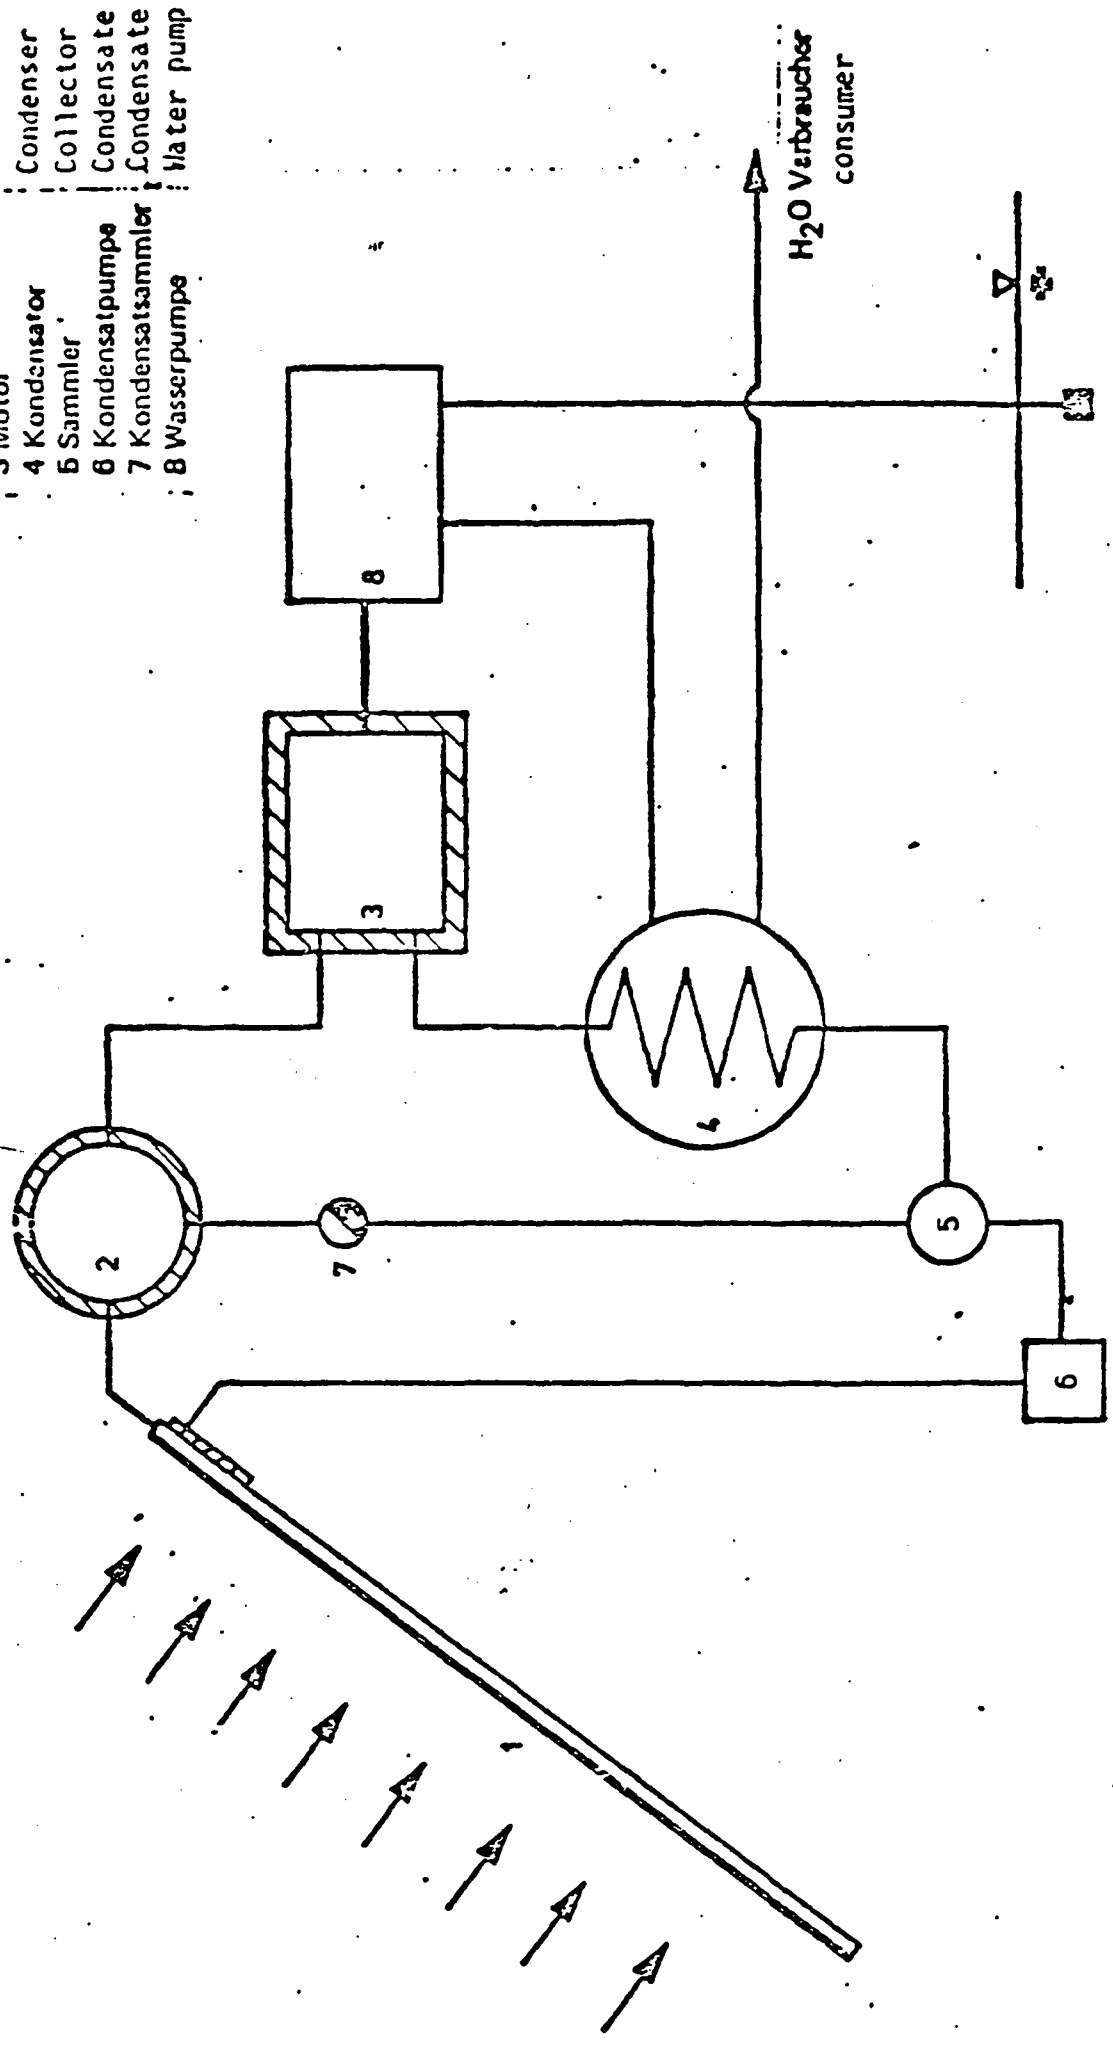 3 Motor
4 Kondensator : Condenser
5 Sammler : Collector
6 Kondensatpumpe Condensate
7 Kondensatsammler : Condensate
8 Wasserpumpe : Water pump
H₂O Verbraucher
consumer
1
2
3
4
5
6
7
8